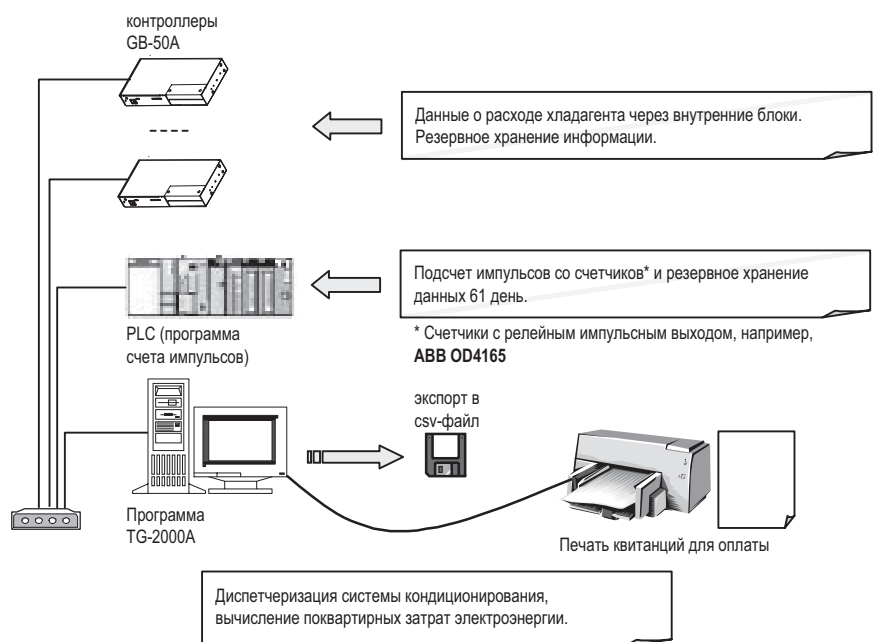 контроллеры
GB-50A
Данные о расходе хладагента через внутренние блоки.
Резервное хранение информации.
Подсчет импульсов со счетчиков* и резервное хранение
данных 61 день.
PLC (программа
счета импульсов)
* Счетчики с релейным импульсным выходом, например,
ABB OD4165
экспорт в
csv-файл
Программа
TG-2000A
Печать квитанций для оплаты
Диспетчеризация системы кондиционирования,
вычисление поквартирных затрат электроэнергии.